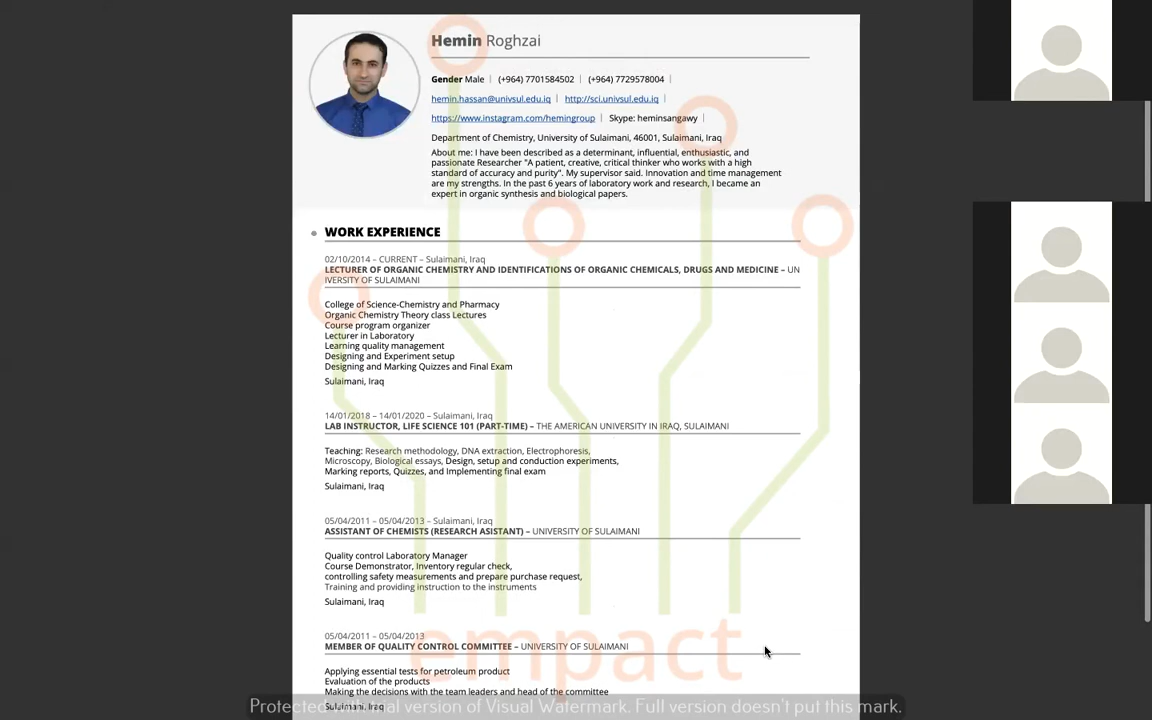 Hemin Roghzai
Gender Male | (+964) 7701584502 | (+964) 7729578004 |
hemin.hassan@univsul.edu.iq | http://sci.univsul.edu.iq |
https://www.instagram.com/hemingroup | Skype: heminsangawy |
Department of Chemistry, University of Sulaimani, 46001, Sulaimani, Iraq
About me: I have been described as a determinant, influential, enthusiastic, and
passionate Researcher "A patient, creative, critical thinker who works with a high
standard of accuracy and purity". My supervisor said. Innovation and time management
are my strengths. In the past 6 years of laboratory work and research, I became an
expert in organic synthesis and biological papers.
WORK EXPERIENCE
02/10/2014 – CURRENT – Sulaimani, Iraq
LECTURER OF ORGANIC CHEMISTRY AND IDENTIFICATIONS OF ORGANIC CHEMICALS, DRUGS AND MEDICINE – UN
IVERSITY OF SULAIMANI
College of Science-Chemistry and Pharmacy
Organic Chemistry Theory class Lectures
Course program organizer
Lecturer in Laboratory
Learning quality management
Designing and Experiment setup
Designing and Marking Quizzes and Final Exam
Sulaimani, Iraq
14/01/2018 – 14/01/2020 – Sulaimani, Iraq
LAB INSTRUCTOR, LIFE SCIENCE 101 (PART-TIME) – THE AMERICAN UNIVERSITY IN IRAQ, SULAIMANI
Teaching: Research methodology, DNA extraction, Electrophoresis,
Microscopy, Biological essays, Design, setup and conduction experiments,
Marking reports, Quizzes, and Implementing final exam
Sulaimani, Iraq
05/04/2011 – 05/04/2013 – Sulaimani, Iraq
ASSISTANT OF CHEMISTS (RESEARCH ASISTANT) – UNIVERSITY OF SULAIMANI
Quality control Laboratory Manager
Course Demonstrator, Inventory regular check,
controlling safety measurements and prepare purchase request,
Training and providing instruction to the instruments
Sulaimani, Iraq
05/04/2011 – 05/04/2013
MEMBER OF QUALITY CONTROL COMMITTEE – UNIVERSITY OF SULAIMANI
empact
Applying essential tests for petroleum product
Evaluation of the products
Making the decisions with the team leaders and head of the committee
Sulaimani, Iraq
Protected with Trial version of Visual Watermark. Full version doesn't put this mark.